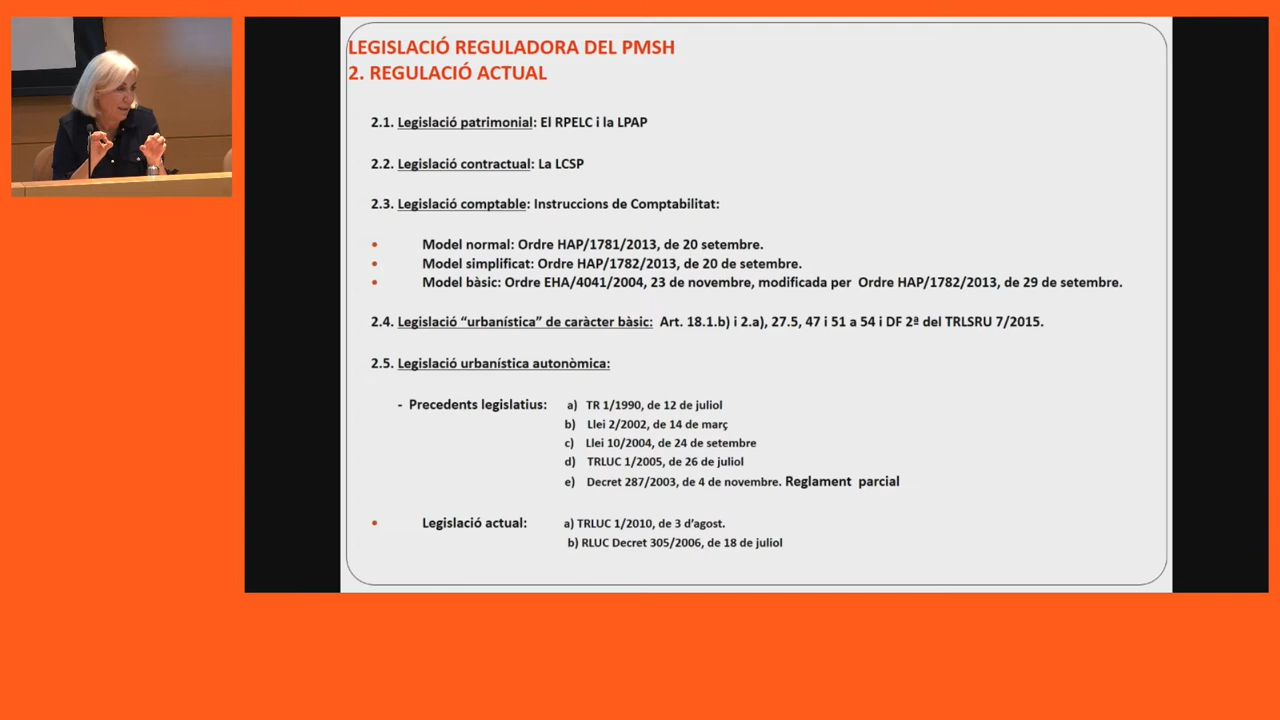 LEGISLACIÓ REGULADORA DEL PMSH
2. REGULACIÓ ACTUAL
2.1. Legislació patrimonial: El RPELC i la LPAP
2.2. Legislació contractual: La LCSP
2.3. Legislació comptable: Instruccions de Comptabilitat:
• Model normal: Ordre HAP/1781/2013, de 20 setembre.
• Model simplificat: Ordre HAP/1782/2013, de 20 de setembre.
• Model bàsic: Ordre EHA/4041/2004, 23 de novembre, modificada per Ordre HAP/1782/2013, de 29 de setembre.
2.4. Legislació “urbanística” de caràcter bàsic: Art. 18.1.b) i 2.a), 27.5, 47 i 51 a 54 i DF 2ª del TRLSRU 7/2015.
2.5. Legislació urbanística autonòmica:
- Precedents legislatius: a) TR 1/1990, de 12 de juliol
b) Llei 2/2002, de 14 de març
c) Llei 10/2004, de 24 de setembre
d) TRLUC 1/2005, de 26 de juliol
e) Decret 287/2003, de 4 de novembre. Reglament parcial
• Legislació actual: a) TRLUC 1/2010, de 3 d’agost.
b) RLUC Decret 305/2006, de 18 de juliol